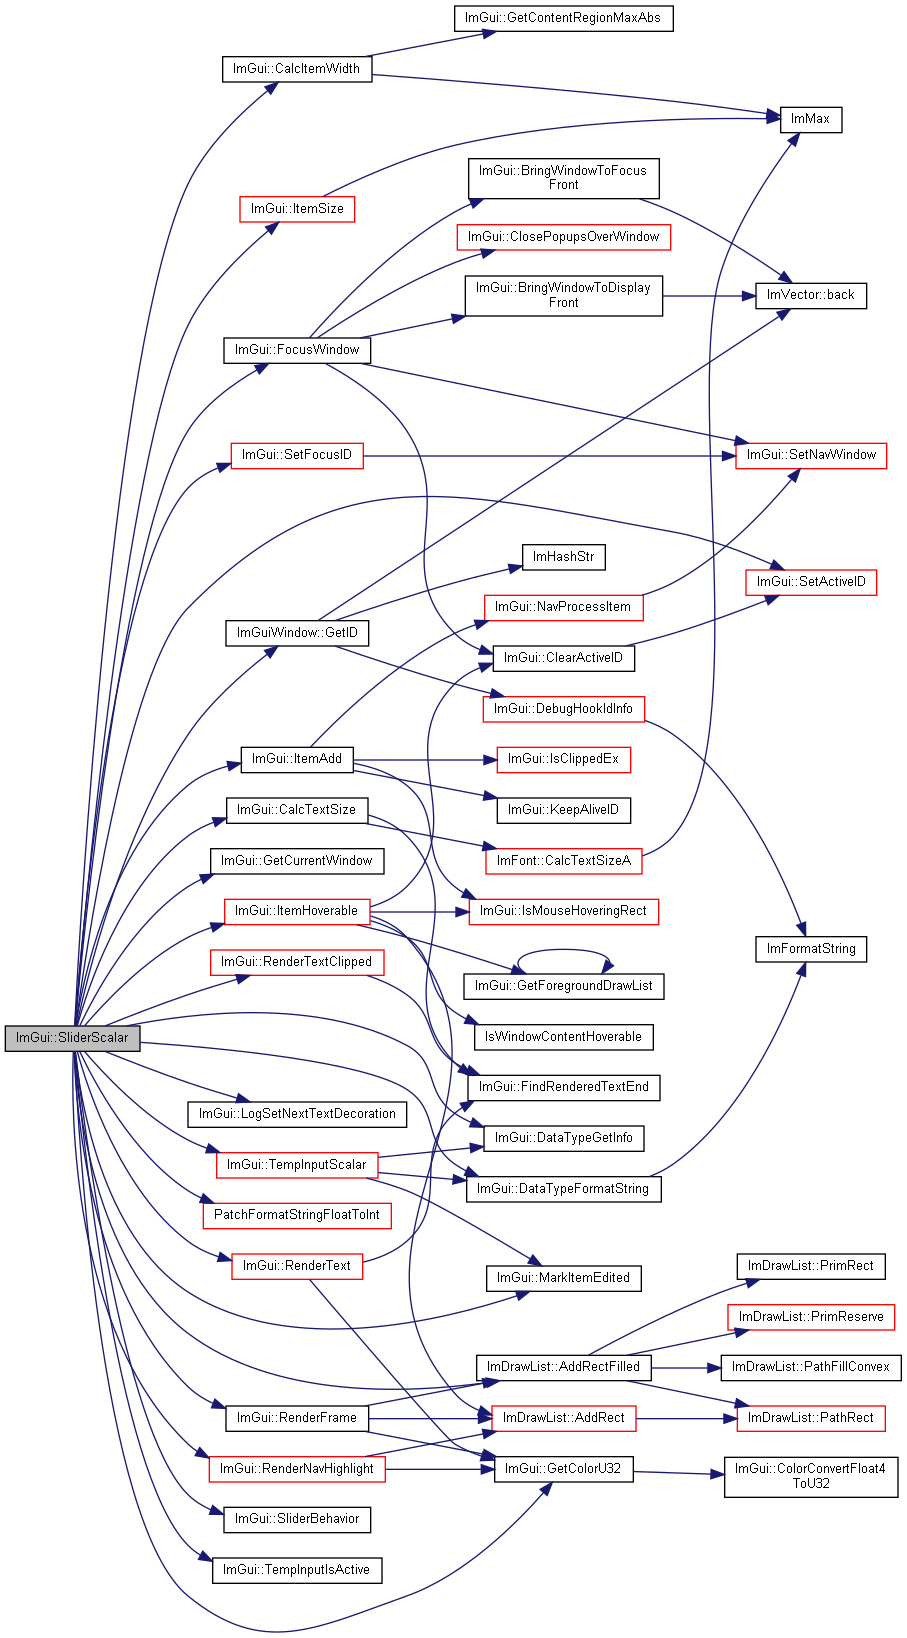 ImGui::GetContentRegionMaxAbs
ImGui::CalcItemWidth
ImMax
ImGui::BringWindowToFocus
Front
ImGui::ItemSize
ImGui::ClosePopupsOverWindow
ImGui::BringWindowToDisplay
Front
ImVector::back
ImGui::FocusWindow
ImGui::SetFocusID
ImGui::SetNavWindow
ImHashStr
ImGui::SetActiveID
ImGui::NavProcessItem
ImGuiWindow::GetID
ImGui::ClearActiveID
ImGui::DebugHookIdInfo
ImGui::ItemAdd
ImGui::IsClippedEx
ImGui::CalcTextSize
ImGui::KeepAliveID
ImGui::GetCurrentWindow
ImFont::CalcTextSizeA
ImGui::ItemHoverable
ImGui::IsMouseHoveringRect
ImFormatString
ImGui::RenderTextClipped
ImGui::GetForegroundDrawList
ImGui::SliderScalar
IsWindowContentHoverable
ImGui::FindRenderedTextEnd
ImGui::LogSetNextTextDecoration
ImGui::DataTypeGetInfo
ImGui::TempInputScalar
ImGui::DataTypeFormatString
PatchFormatStringFloatToInt
ImGui::RenderText
ImGui::MarkItemEdited
ImDrawList::PrimRect
ImDrawList::PrimReserve
ImDrawList::AddRectFilled
ImDrawList::PathFillConvex
ImGui::RenderFrame
ImDrawList::AddRect
ImDrawList::PathRect
ImGui::RenderNavHighlight
ImGui::GetColorU32
ImGui::ColorConvertFloat4
ToU32
ImGui::SliderBehavior
ImGui::TempInputIsActive